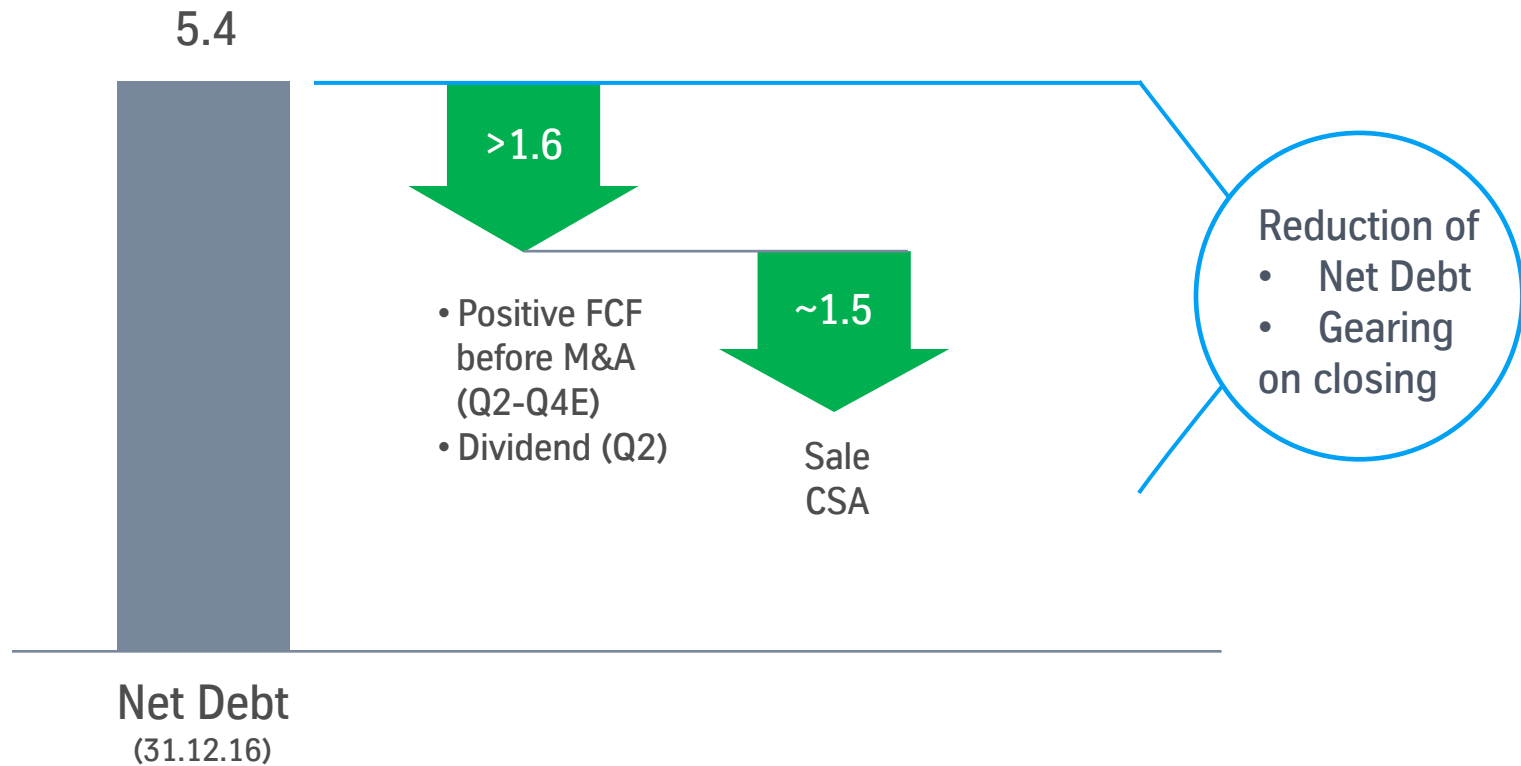 5.4
>1.6
• Positive FCF
before M&A
(Q2-Q4E)
• Dividend (Q2)
~1.5
Sale
CSA
Reduction of
• Net Debt
• Gearing
on closing
Net Debt
(31.12.16)